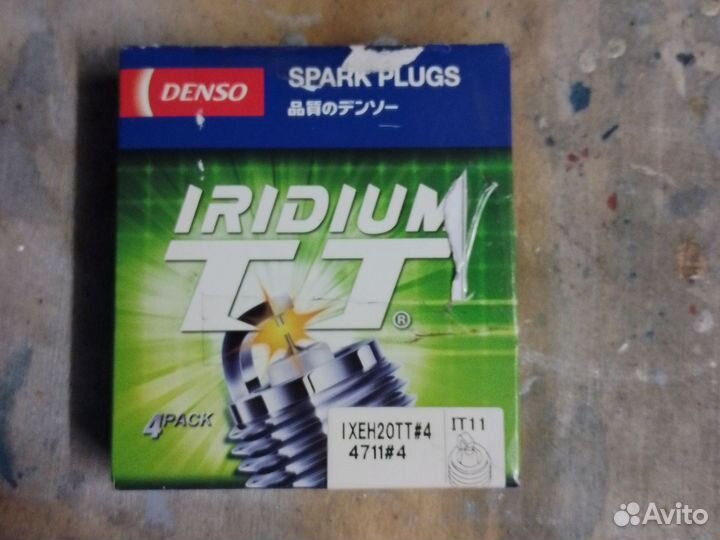 DENSO
SPARK PLUGS
品質のデンソー
IRIDIUM
TT®
4PACK
IXEH20TT#4
4711#4
IT11
Avito